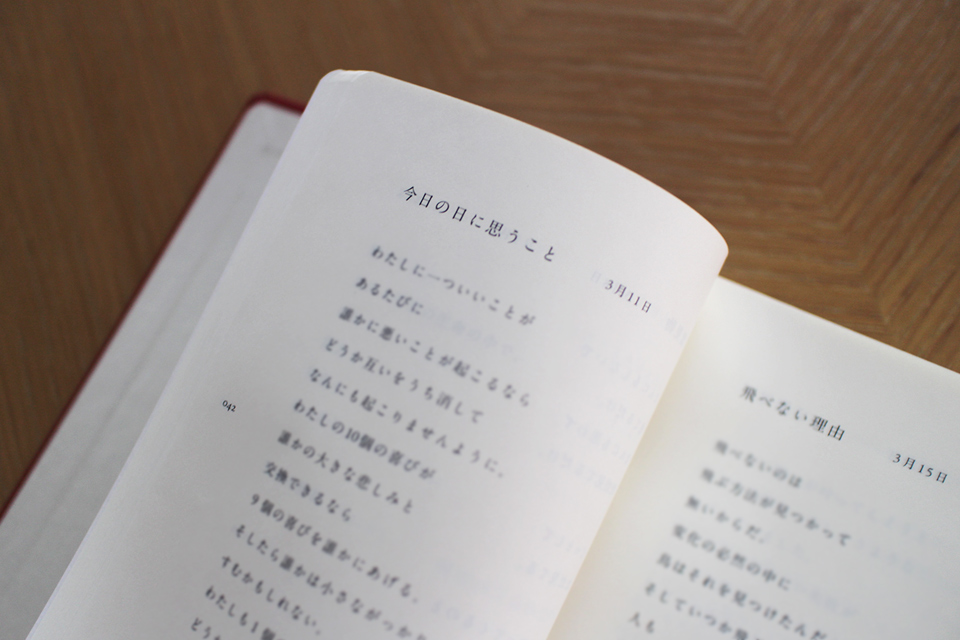 今日の日に思うこと
3月11日
わたしに一ついいことが
あるたびに
誰かに悪いことが起こるなら
どうか互いをうち消して
なんにも起こりませんように。
わたしの10個の喜びが
誰かの大きな悲しみと
交換できるなら
9個の喜びを誰かにあげる。
そしたら誰かは小さながっかり
すむかもしれない。
わたしも1個の
どう
042
飛べない理由
3月15日
飛べないのは
飛ぶ方法が見つかって
無いからだ。
変化の必然の中に
鳥はそれを見つけたんだ
そしていつか
人も